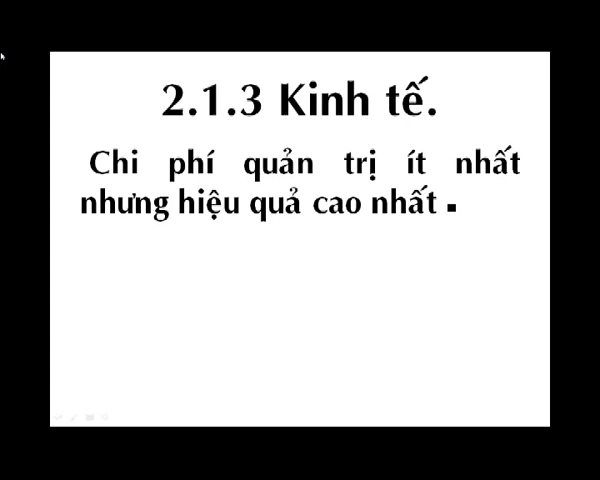 2.1.3 Kinh tế.
Chi phí quản trị ít nhất
nhưng hiệu quả cao nhất .